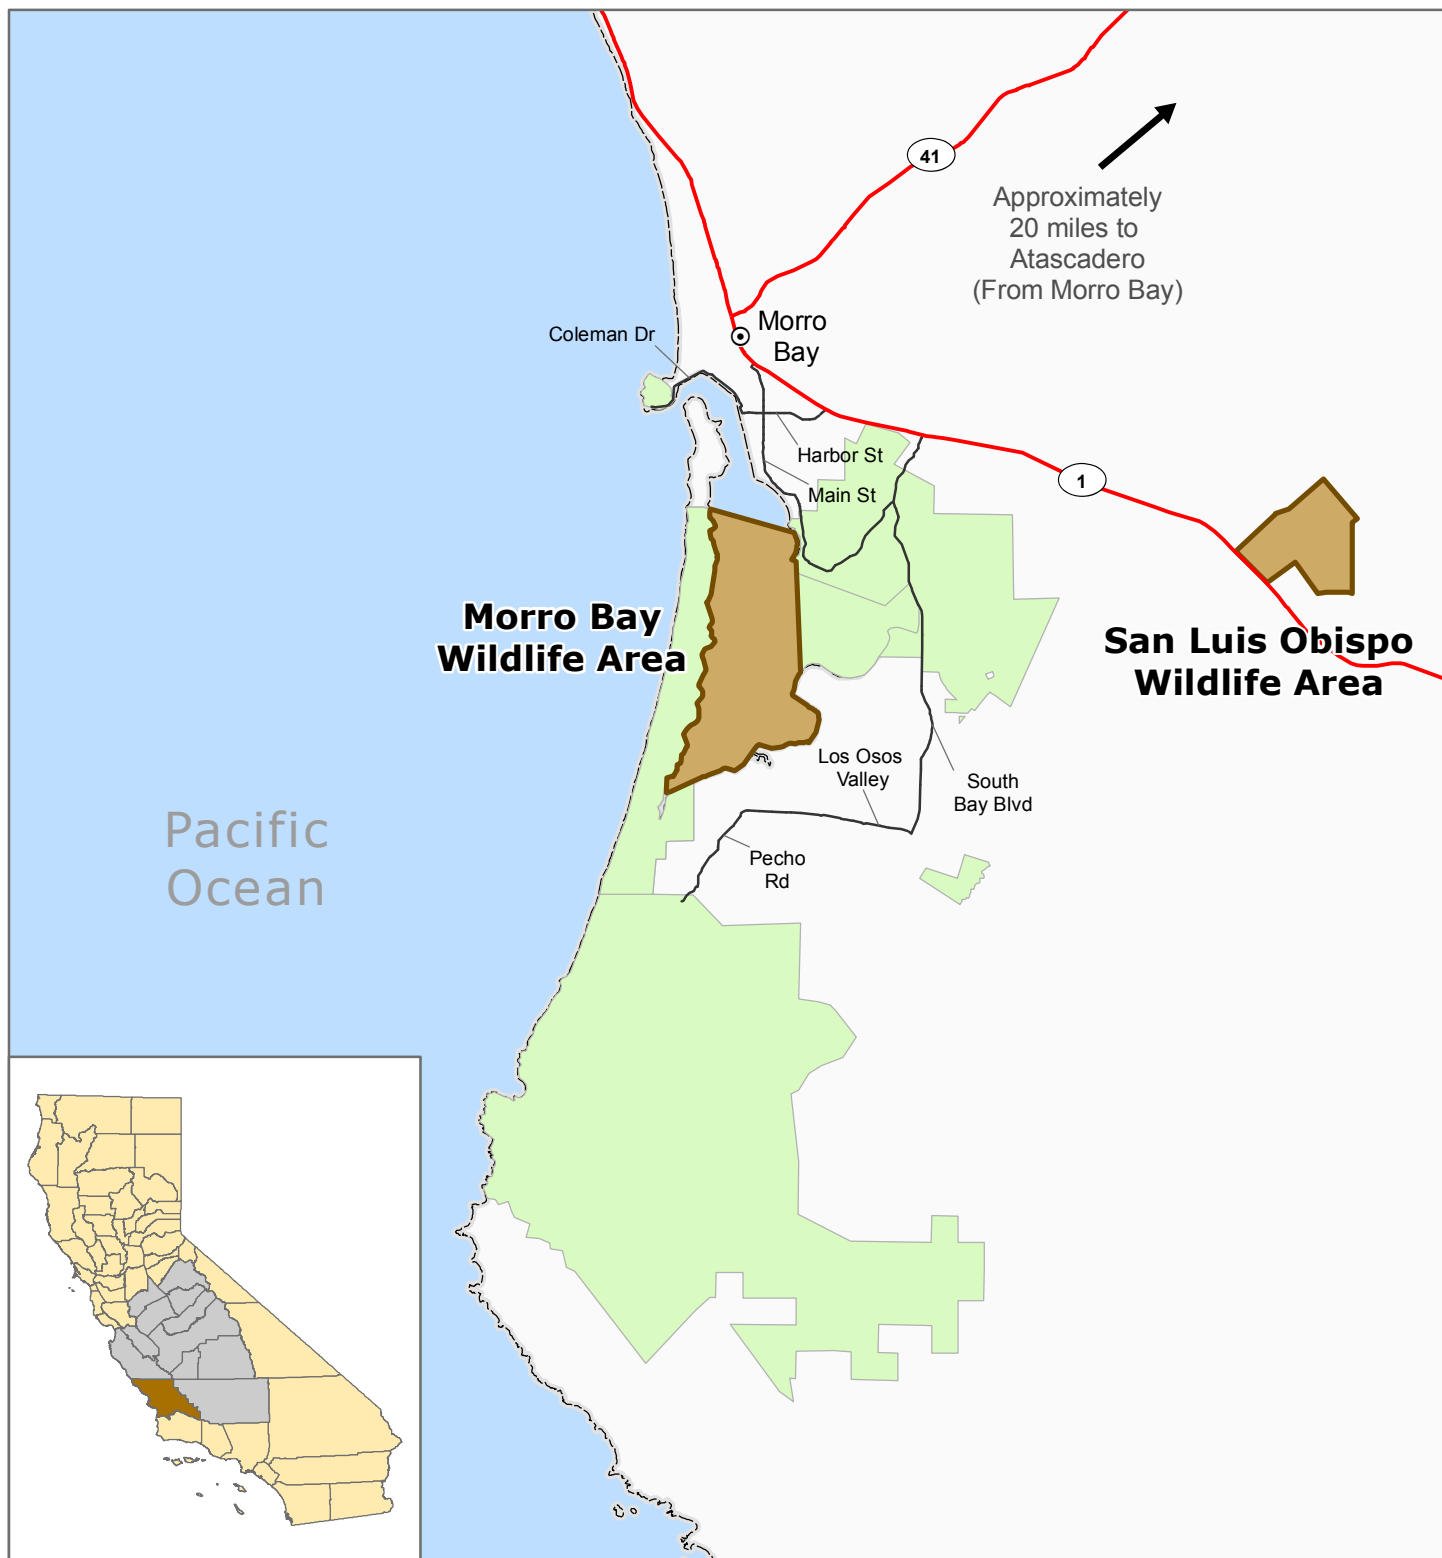 41
Approximately
20 miles to
Atascadero
(From Morro Bay)
Morro
Bay
Coleman Dr
Harbor St
Main St
1
Morro Bay
Wildlife Area
San Luis Obispo
Wildlife Area
Los Osos
Valley
South
Bay Blvd
Pecho
Rd
Pacific
Ocean